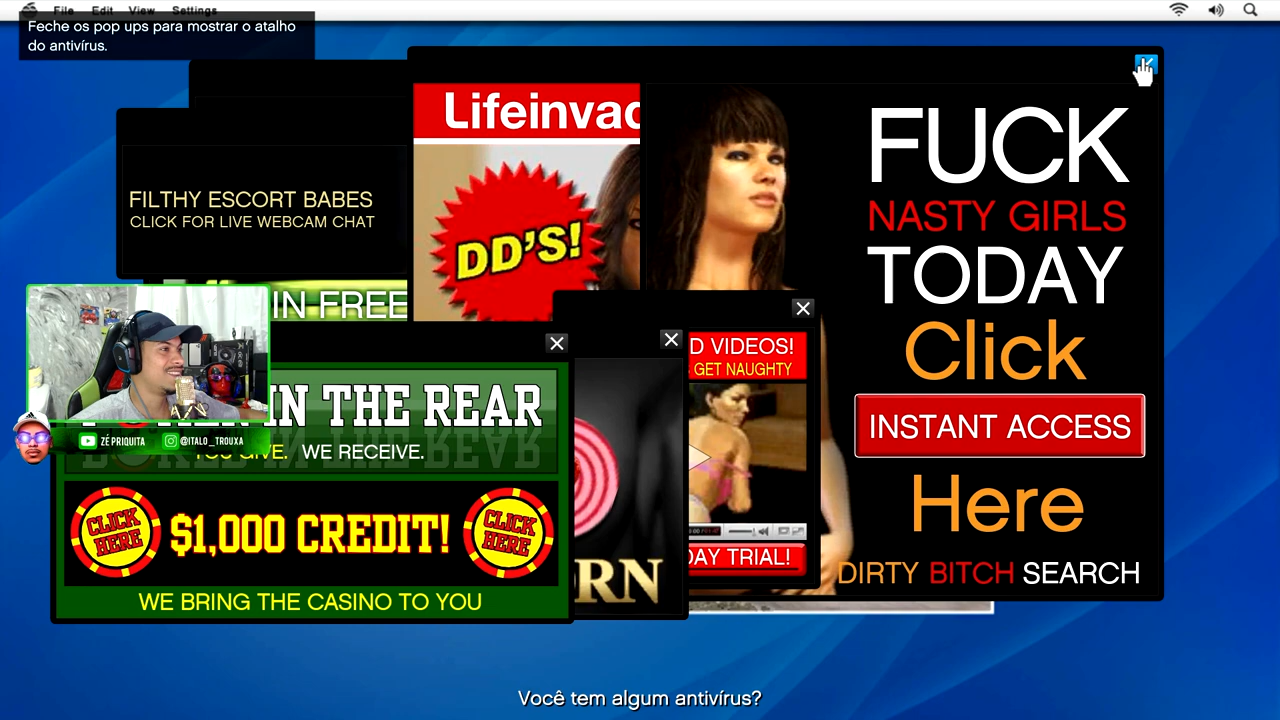 File Edit View Settings
Feche os pop ups para mostrar o atalho
do antivírus.
FILTHY ESCORT BABES
CLICK FOR LIVE WEBCAM CHAT
IN FREE
Lifeinvad
DD'S!
FUCK
NASTY GIRLS
TODAY
Click
INSTANT ACCESS
Here
DIRTY BITCH SEARCH
D VIDEOS!
GET NAUGHTY
DAY TRIAL!
RN
IN THE REAR
YOU GIVE. WE RECEIVE.
CLICK HERE
$1,000 CREDIT!
CLICK HERE
WE BRING THE CASINO TO YOU
ZÉ PRIQUITA
@ITALO_TROUXA
Você tem algum antivírus?